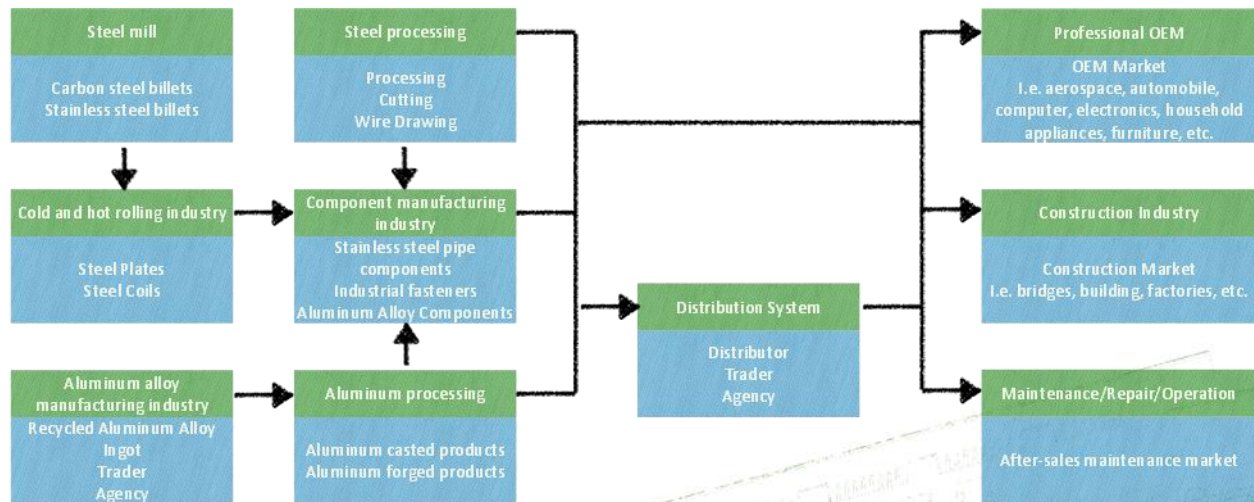 Steel mill
Carbon steel billets
Stainless steel billets
Steel processing
Processing
Cutting
Wire Drawing
Professional OEM
OEM Market
I.e. aerospace, automobile,
computer, electronics, household
appliances, furniture, etc.
Cold and hot rolling industry
Steel Plates
Steel Coils
Component manufacturing
industry
Stainless steel pipe
components
Industrial fasteners
Aluminum Alloy Components
Construction Industry
Construction Market
I.e. bridges, building, factories, etc.
Distribution System
Distributor
Trader
Agency
Aluminum alloy
manufacturing industry
Recycled Aluminum Alloy
Ingot
Trader
Agency
Aluminum processing
Aluminum casted products
Aluminum forged products
Maintenance/Repair/Operation
After-sales maintenance market